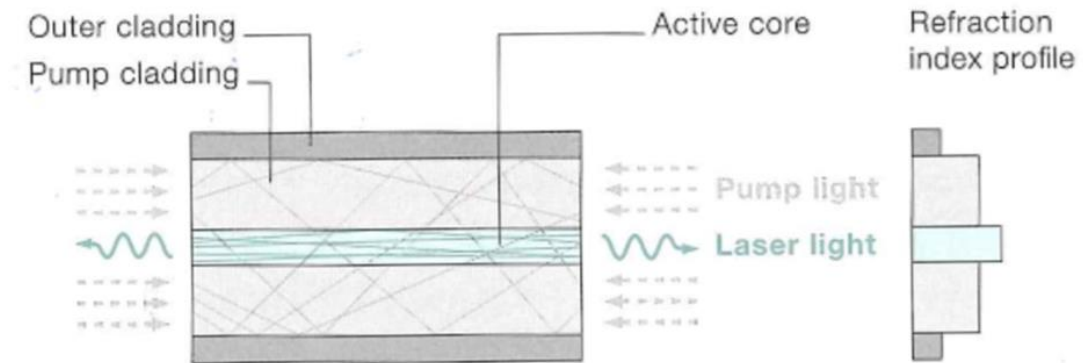 Outer cladding
Pump cladding
Active core
Refraction
index profile
Pump light
Laser light